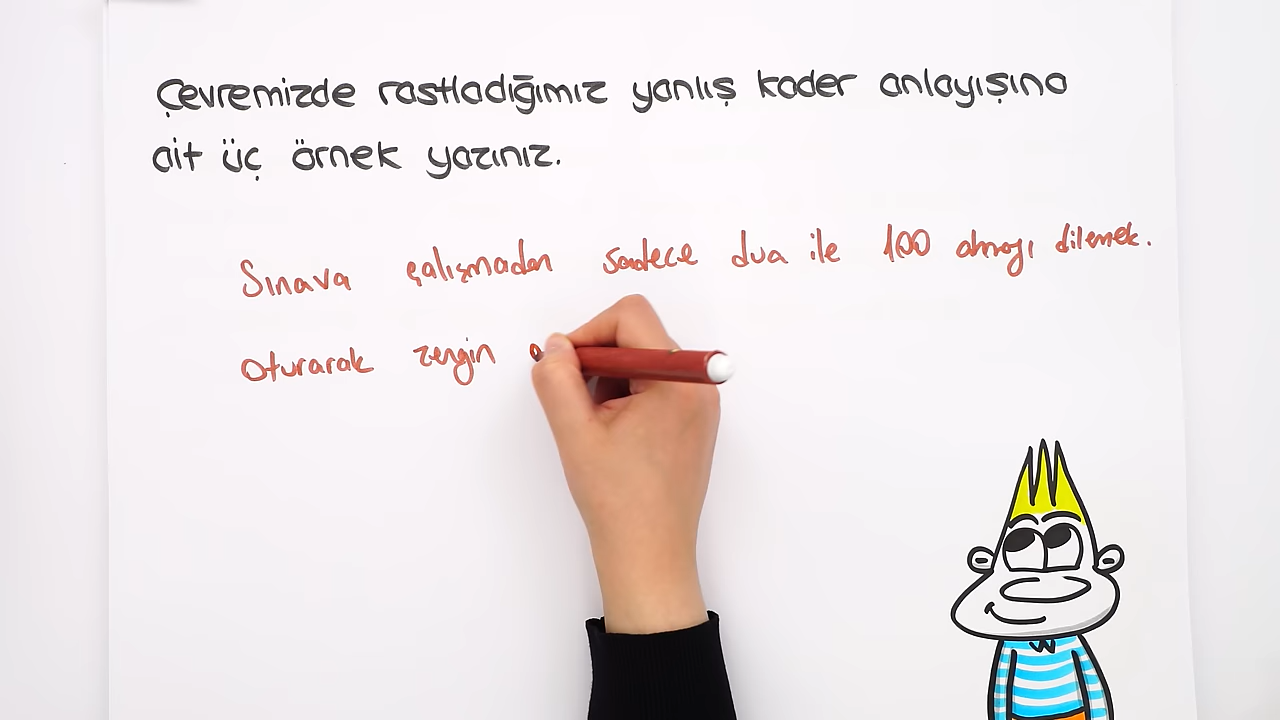 Çevremizde rastladığımız yanlış kader anlayışına
ait üç örnek yazınız.
Sınava çalışmadan sadece dua ile 100 almayı dilemek.
Oturarak zengin